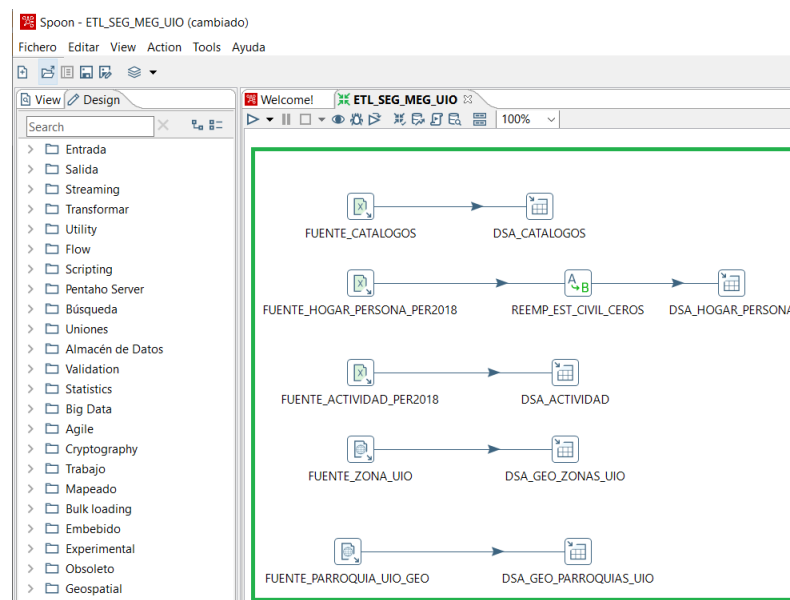 Spoon - ETL_SEG_MEG_UIO (cambiado)
Fichero Editar View Action Tools Ayuda
View Design
Welcome! ETL_SEG_MEG_UIO
Search
100%
Entrada
Salida
Streaming
Transformar
Utility
Flow
Scripting
Pentaho Server
Búsqueda
Uniones
Almacén de Datos
Validation
Statistics
Big Data
Agile
Cryptography
Trabajo
Mapeado
Bulk loading
Embebido
Experimental
Obsoleto
Geospatial
FUENTE_CATALOGOS DSA_CATALOGOS
A B
FUENTE_HOGAR_PERSONA_PER2018 REEMP_EST_CIVIL_CEROS DSA_HOGAR_PERSONA
FUENTE_ACTIVIDAD_PER2018 DSA_ACTIVIDAD
FUENTE_ZONA_UIO DSA_GEO_ZONAS_UIO
FUENTE_PARROQUIA_UIO_GEO DSA_GEO_PARROQUIAS_UIO